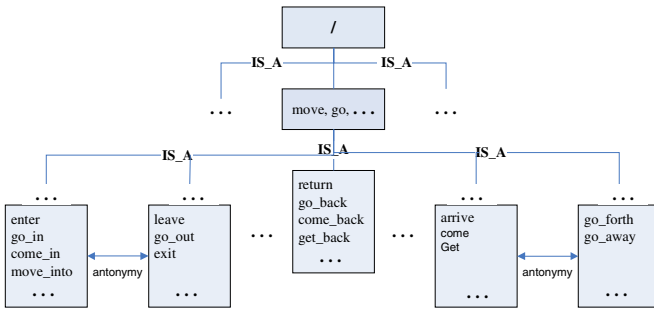 /
IS_A IS_A
... move, go, ... ...
IS_A IS_A IS_A
... ... ... ...
return
go_back
come_back
get_back
...
enter
go_in
come_in
move_into
...
antonymy
leave
go_out
exit
...
...
...
arrive
come
Get
...
antonymy
go_forth
go_away
...